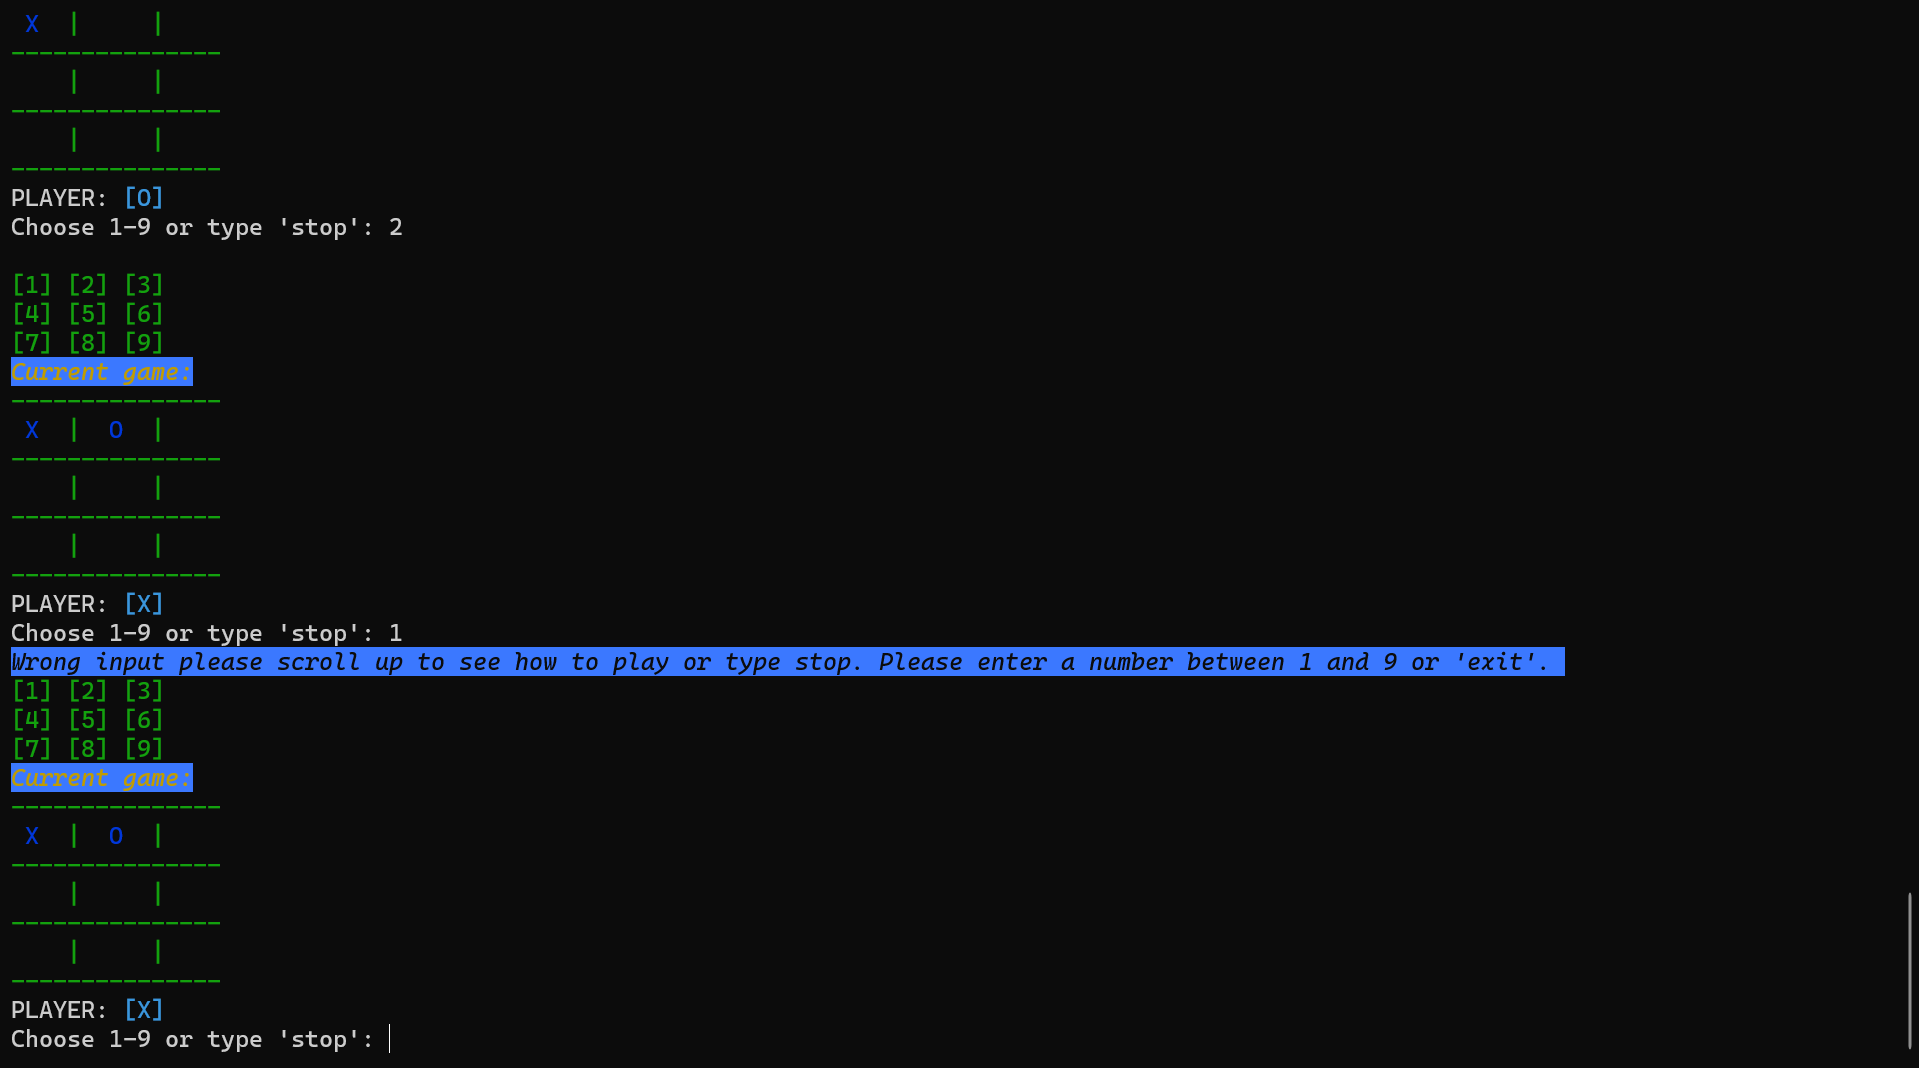 X | |
---------------
| |
---------------
| |
---------------
PLAYER: [O]
Choose 1-9 or type 'stop': 2
[1] [2] [3]
[4] [5] [6]
[7] [8] [9]
Current game:
---------------
X | O |
---------------
| |
---------------
| |
---------------
PLAYER: [X]
Choose 1-9 or type 'stop': 1
Wrong input please scroll up to see how to play or type stop. Please enter a number between 1 and 9 or 'exit'.
[1] [2] [3]
[4] [5] [6]
[7] [8] [9]
Current game:
---------------
X | O |
---------------
| |
---------------
| |
---------------
PLAYER: [X]
Choose 1-9 or type 'stop':